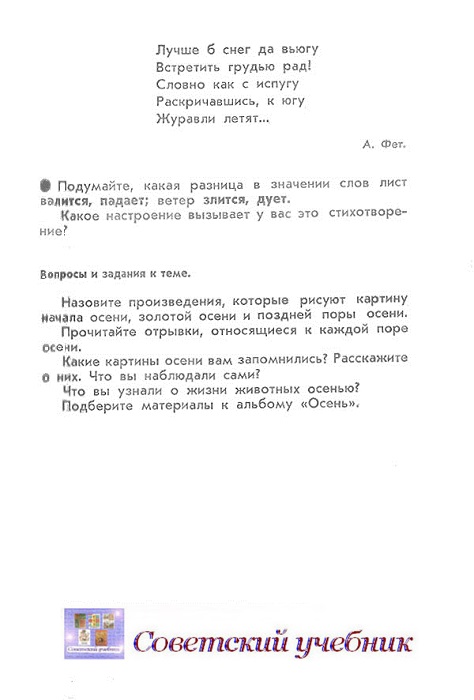 Лучше б снег да вьюгу
Встретить грудью рад!
Словно как с испугу
Раскричавшись, к югу
Журавли летят...
А. Фет.
Подумайте, какая разница в значении слов лист
валится, падает; ветер злится, дует.
Какое настроение вызывает у вас это стихотворе-
ние?
Вопросы и задания к теме.
Назовите произведения, которые рисуют картину
начала осени, золотой осени и поздней поры осени.
Прочитайте отрывки, относящиеся к каждой поре
осени.
Какие картины осени вам запомнились? Расскажите
о них. Что вы наблюдали сами?
Что вы узнали о жизни животных осенью?
Подберите материалы к альбому «Осень».
Советский учебник
Советский учебник